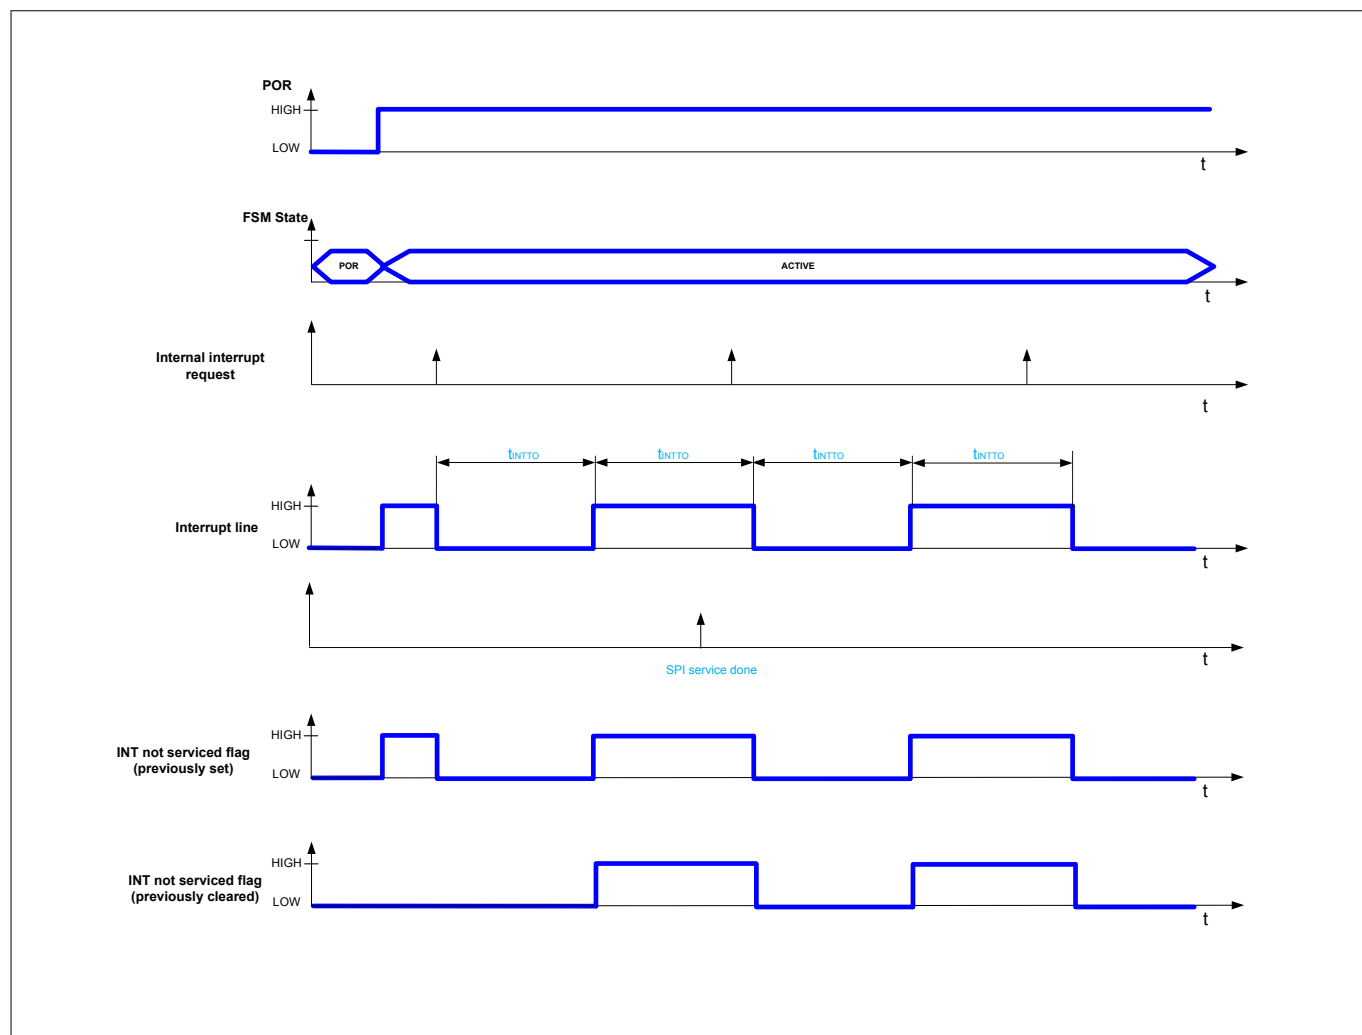 POR
HIGH
LOW
t
FSM State
POR
ACTIVE
t
Internal interrupt
request
t
tINTTO
tINTTO
tINTTO
tINTTO
HIGH
Interrupt line
LOW
t
SPI service done
t
HIGH
INT not serviced flag
(previously set)
LOW
t
HIGH
INT not serviced flag
(previously cleared)
LOW
t